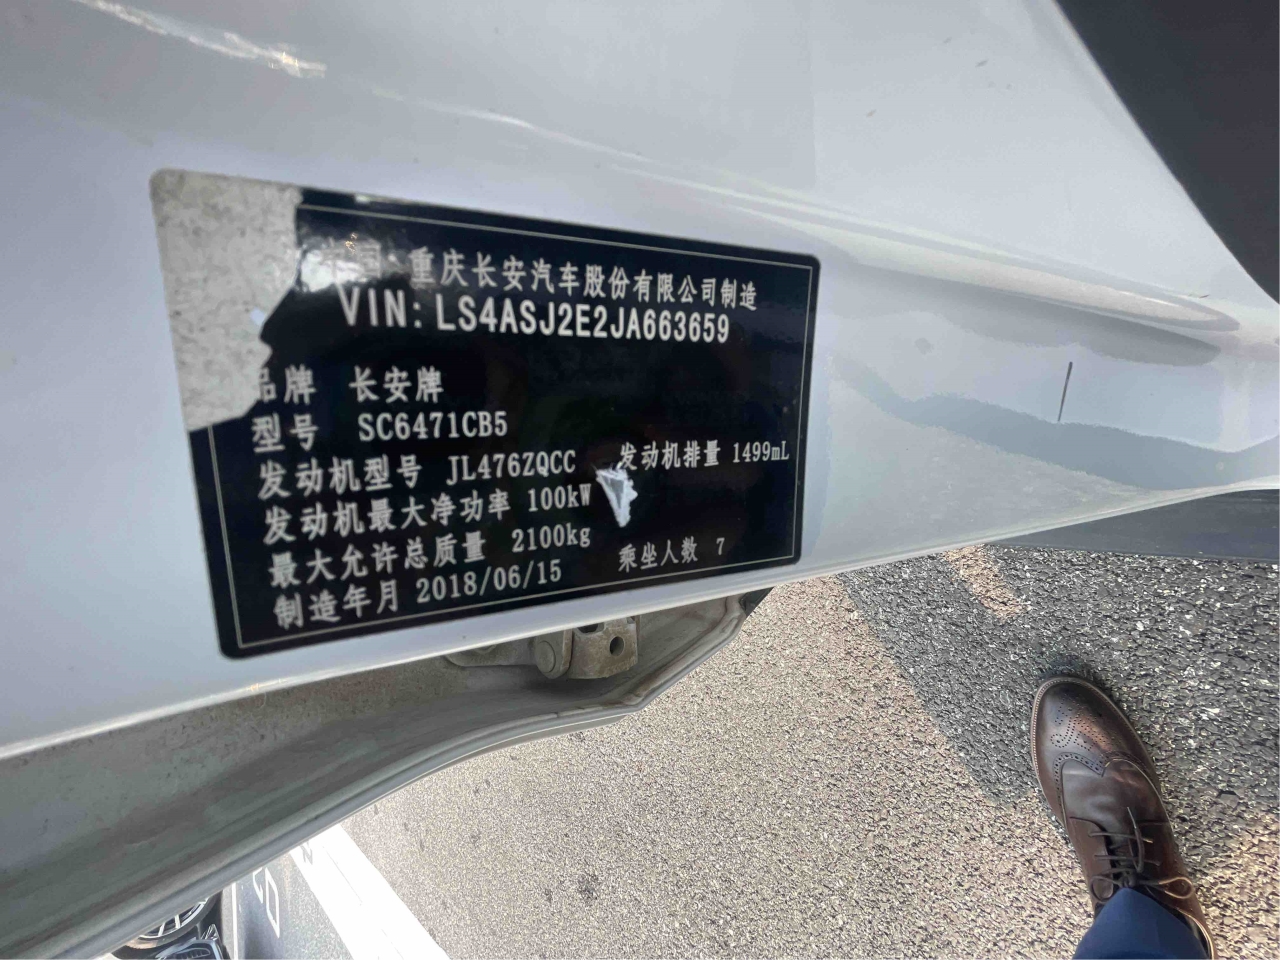 国·重庆长安汽车股份有限公司制造
VIN: LS4ASJ2E2JA663659
品牌 长安牌
型号 SC6471CB5
发动机型号 JL476ZQCC 发动机排量 1499mL
发动机最大净功率 100kW
最大允许总质量 2100kg
制造年月 2018/06/15 乘坐人数 7